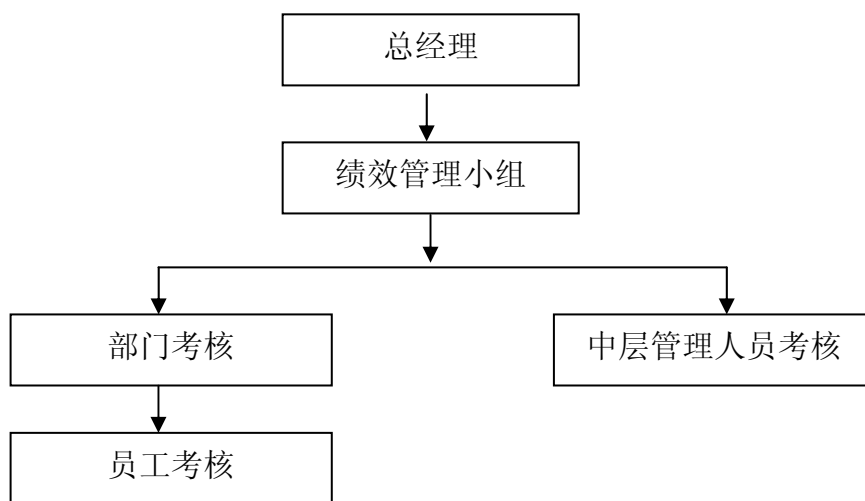 总经理
绩效管理小组
部门考核
中层管理人员考核
员工考核